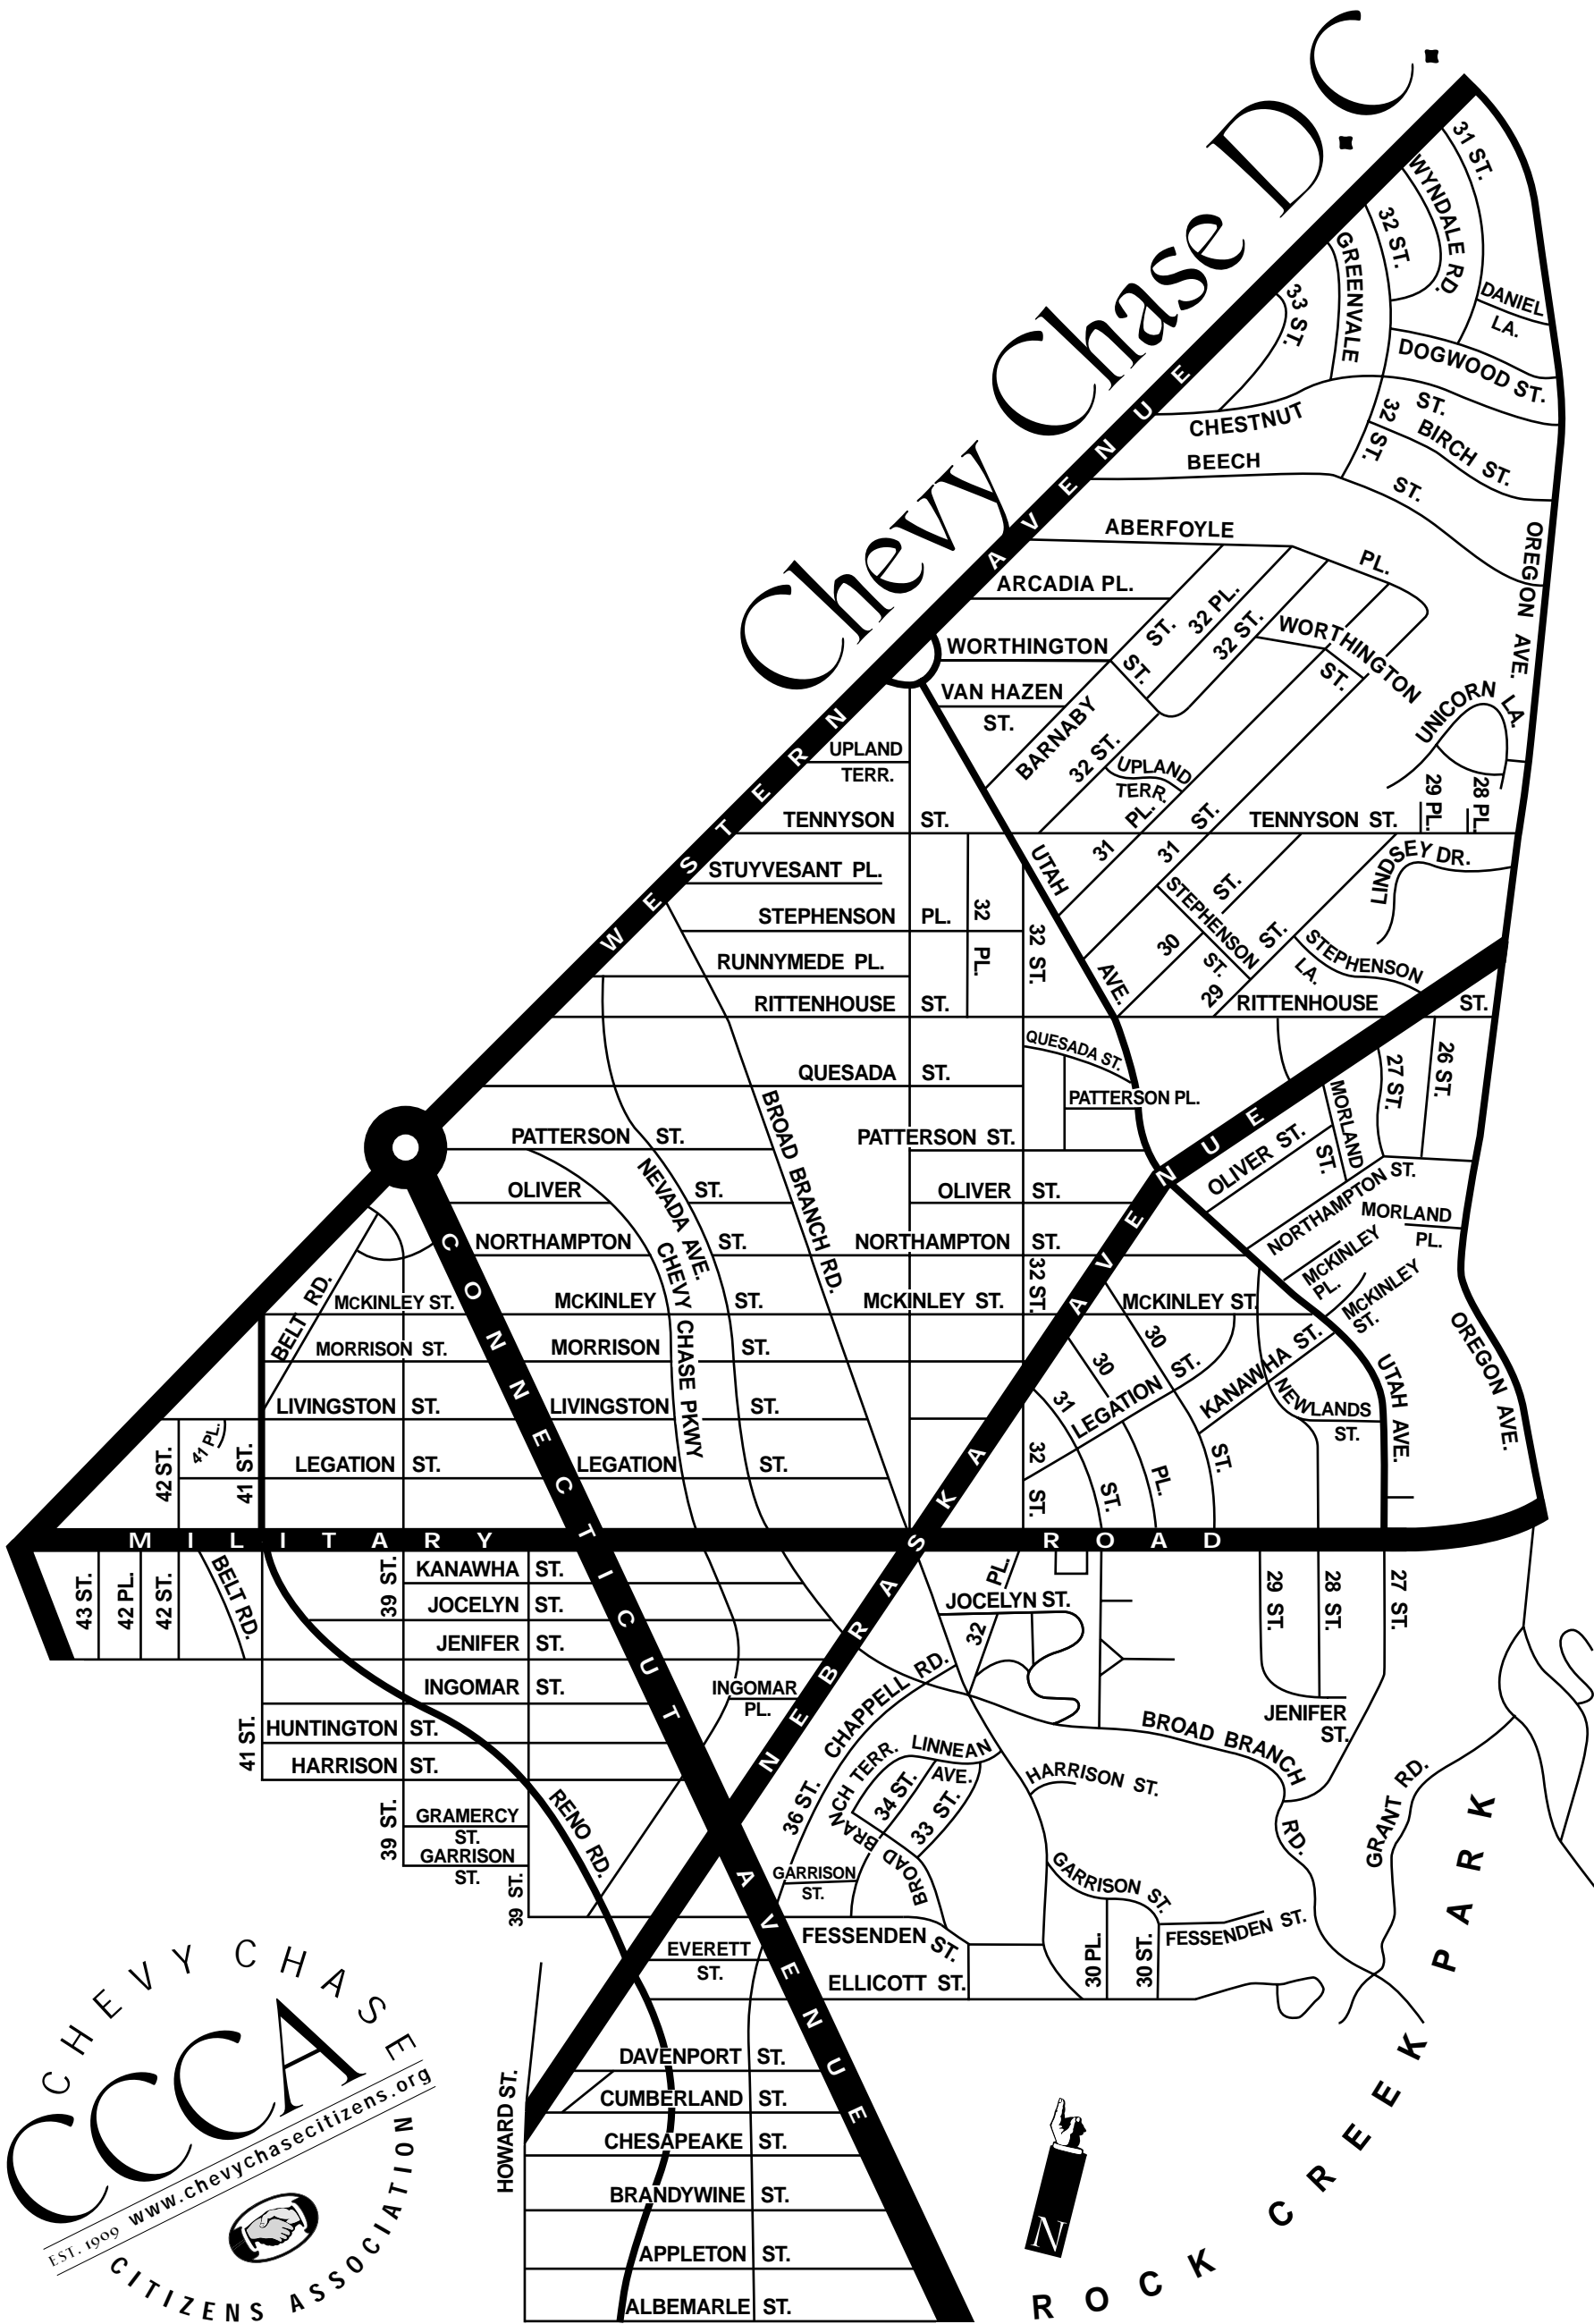 Chevy Chase D.C.
WESTERN AVENUE
31 ST.
WYNDALE RD.
32 ST.
GREENVALE
33 ST.
DANIEL
LA.
DOGWOOD ST.
CHESTNUT
ST.
32
ST.
BIRCH ST.
BEECH
ST.
OREGON AVE.
ABERFOYLE
PL.
ARCADIA PL.
32 PL.
ST.
32 ST.
WORTHINGTON
ST.
WORTHINGTON
ST.
VAN HAZEN
ST.
BARNABY
UNICORN LA.
32 ST.
UPLAND
TERR.
UPLAND
TERR.
29 PL.
28 PL.
TENNYSON ST.
31 PL.
31 ST.
TENNYSON ST.
UTAH
AVE.
STUYVESANT PL.
LINDSEY DR.
STEPHENSON PL.
32 PL.
32 ST.
STEPHENSON
ST.
30 ST.
29 ST.
STEPHENSON
LA.
RUNNYMEDE PL.
RITTENHOUSE ST.
RITTENHOUSE ST.
QUESADA ST.
QUESADA ST.
PATTERSON PL.
BROAD BRANCH RD.
27 ST.
26 ST.
MORLAND
ST.
PATTERSON ST.
PATTERSON ST.
NEVADA AVE.
OLIVER ST.
OLIVER ST.
OLIVER ST.
NORTHAMPTON ST.
NORTHAMPTON ST.
NORTHAMPTON ST.
MORLAND
PL.
MCKINLEY
PL.
MCKINLEY
ST.
CHEVY CHASE PKWY
BELT RD.
MCKINLEY ST.
MCKINLEY ST.
MCKINLEY ST.
32 ST.
MCKINLEY ST.
OREGON AVE.
MORRISON ST.
MORRISON ST.
30 ST.
30 PL.
31 ST.
LEGATION ST.
KANAWHA ST.
NEWLANDS
ST.
UTAH AVE.
LIVINGSTON ST.
LIVINGSTON ST.
42 ST.
41 PL.
41 ST.
LEGATION ST.
LEGATION ST.
32 ST.
CONNECTICUT AVENUE
NEBRASKA AVENUE
MILITARY ROAD
43 ST.
42 PL.
42 ST.
BELT RD.
39 ST.
KANAWHA ST.
JOCELYN ST.
JENIFER ST.
32 PL.
JOCELYN ST.
29 ST.
28 ST.
27 ST.
INGOMAR ST.
INGOMAR
PL.
CHAPPELL RD.
JENIFER
ST.
41 ST.
HUNTINGTON ST.
HARRISON ST.
BROAD BRANCH
RD.
LINNEAN
AVE.
BROAD BRANCH TERR.
34 ST.
33 ST.
36 ST.
HARRISON ST.
GRANT RD.
39 ST.
GRAMERCY
ST.
GARRISON
ST.
39 ST.
RENO RD.
GARRISON
ST.
GARRISON ST.
FESSENDEN ST.
FESSENDEN ST.
30 PL.
30 ST.
EVERETT
ST.
ELLICOTT ST.
DAVENPORT ST.
CUMBERLAND ST.
CHESAPEAKE ST.
BRANDYWINE ST.
APPLETON ST.
ALBEMARLE ST.
HOWARD ST.
ROCK CREEK PARK
N
CHEVY CHASE
CCCA
www.chevychasecitizens.org
EST. 1909
CITIZENS ASSOCIATION